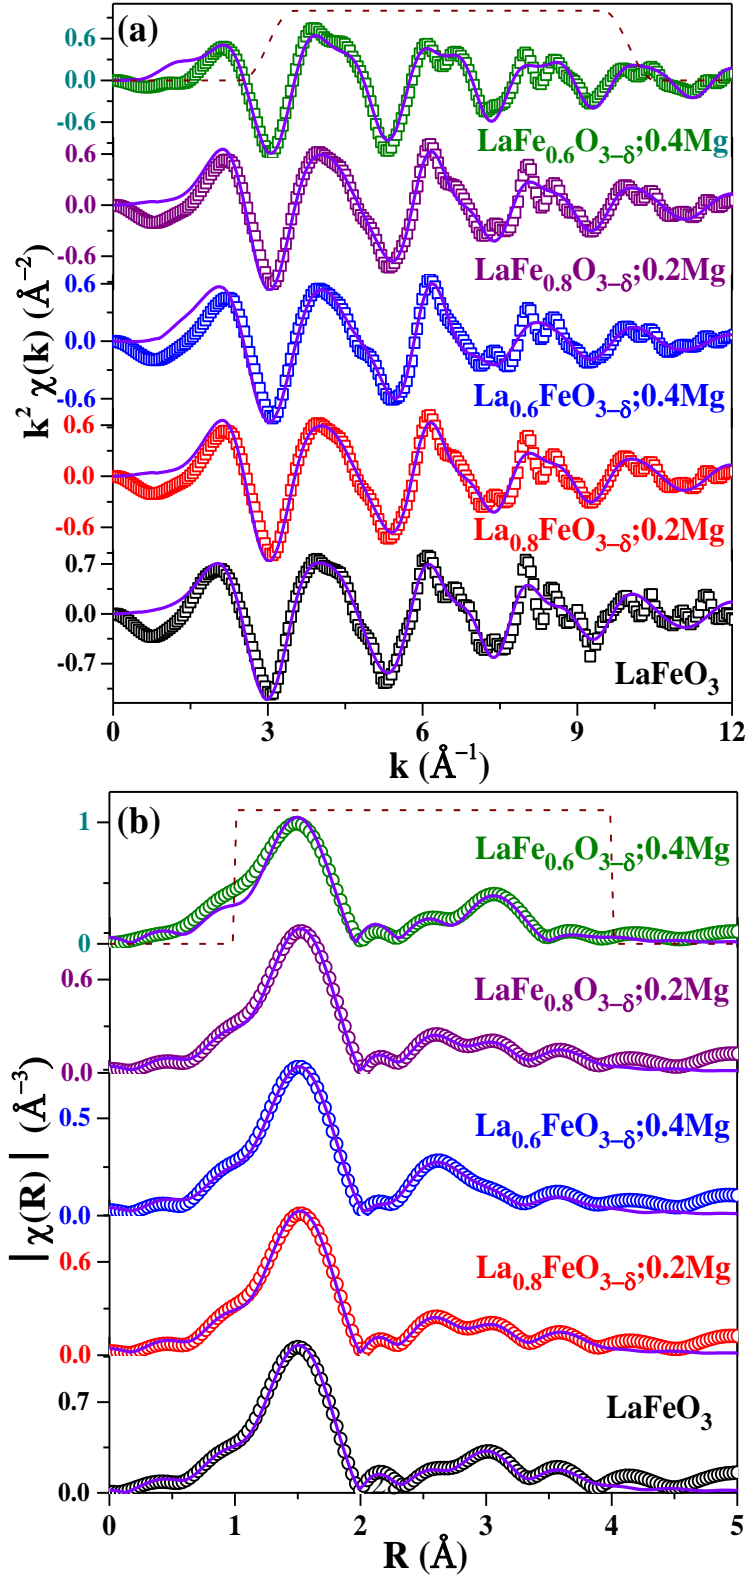 (a)
0.6
0.0
-0.6
LaFe0.6O3–δ;0.4Mg
0.6
0.0
-0.6
LaFe0.8O3–δ;0.2Mg
0.6
0.0
-0.6
La0.6FeO3–δ;0.4Mg
0.6
0.0
-0.6
La0.8FeO3–δ;0.2Mg
0.7
0.0
-0.7
LaFeO3
k2 χ(k) (Å–2)
0 3 6 9 12
k (Å–1)
(b)
1
0
LaFe0.6O3–δ;0.4Mg
0.6
0.0
LaFe0.8O3–δ;0.2Mg
0.5
0.0
La0.6FeO3–δ;0.4Mg
0.6
0.0
La0.8FeO3–δ;0.2Mg
0.7
0.0
LaFeO3
|χ(R)| (Å–3)
0 1 2 3 4 5
R (Å)